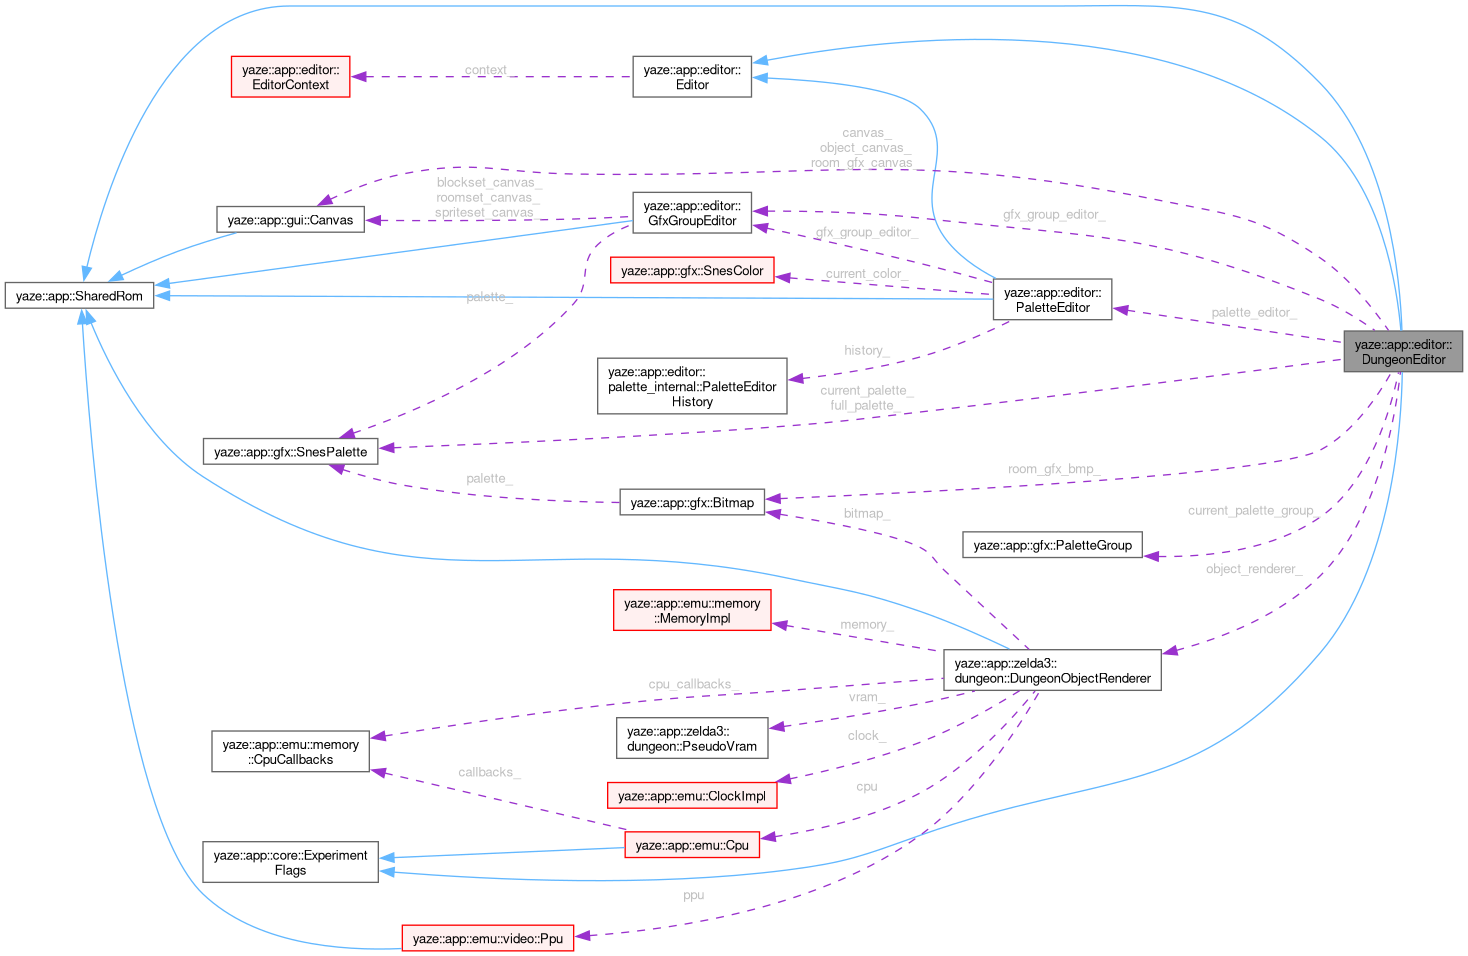 yaze::app::editor::
EditorContext
context_
yaze::app::editor::
Editor
canvas_
object_canvas_
room_gfx_canvas_
blockset_canvas_
roomset_canvas_
spriteset_canvas_
yaze::app::gui::Canvas
yaze::app::editor::
GfxGroupEditor
gfx_group_editor_
gfx_group_editor_
yaze::app::gfx::SnesColor
current_color_
yaze::app::SharedRom
palette_
yaze::app::editor::
PaletteEditor
palette_editor_
yaze::app::editor::
DungeonEditor
history_
yaze::app::editor::
palette_internal::PaletteEditor
History
current_palette_
full_palette_
yaze::app::gfx::SnesPalette
palette_
yaze::app::gfx::Bitmap
room_gfx_bmp_
bitmap_
current_palette_group_
yaze::app::gfx::PaletteGroup
object_renderer_
yaze::app::emu::memory
::MemoryImpl
memory_
yaze::app::zelda3::
dungeon::DungeonObjectRenderer
cpu_callbacks_
vram_
yaze::app::zelda3::
dungeon::PseudoVram
yaze::app::emu::memory
::CpuCallbacks
clock_
callbacks_
yaze::app::emu::ClockImpl
cpu
yaze::app::emu::Cpu
yaze::app::core::Experiment
Flags
ppu
yaze::app::emu::video::Ppu